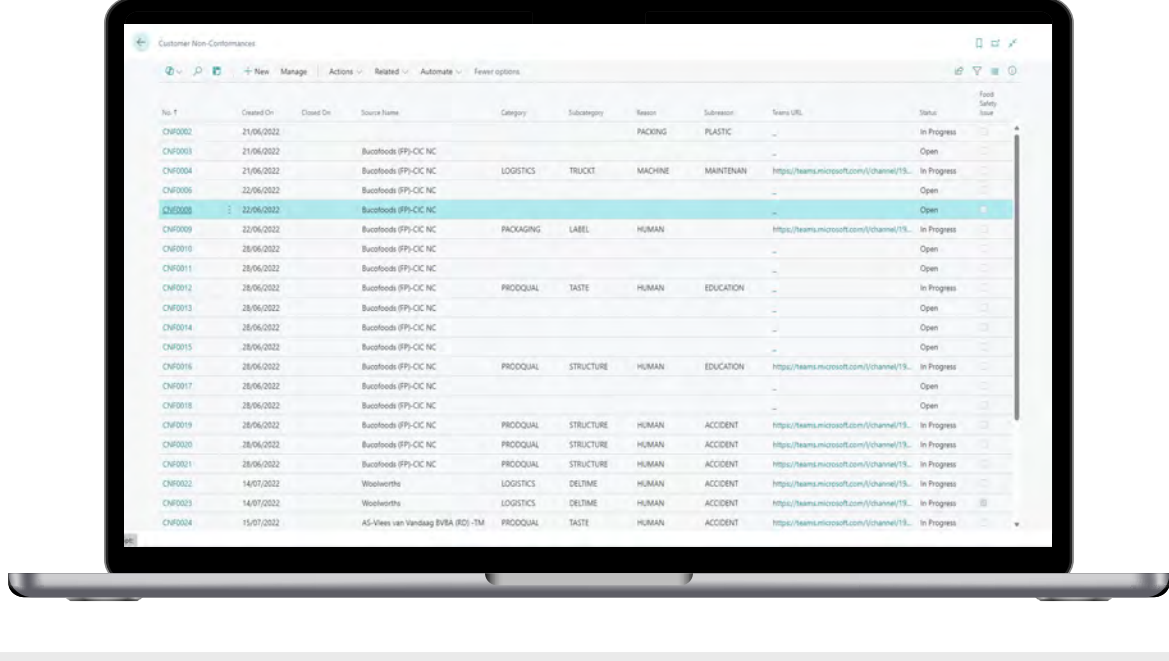 Customer Non-Conformances
New Manage Actions Related Automate Fewer options
No. ↑ Created On Closed On Source Name Category Subcategory Reason Subreason Teams URL Status Food Safety Issue
CNF0002 21/06/2022 PACKING PLASTIC _ In Progress
CNF0003 21/06/2022 Bucofoods (FP)-CIC NC _ Open
CNF0004 21/06/2022 Bucofoods (FP)-CIC NC LOGISTICS TRUCKT MACHINE MAINTENAN https://teams.microsoft.com/l/channel/19... In Progress
CNF0006 22/06/2022 Bucofoods (FP)-CIC NC _ Open
CNF0008 22/06/2022 Bucofoods (FP)-CIC NC _ Open
CNF0009 22/06/2022 Bucofoods (FP)-CIC NC PACKAGING LABEL HUMAN https://teams.microsoft.com/l/channel/19... In Progress
CNF0010 28/06/2022 Bucofoods (FP)-CIC NC _ Open
CNF0011 28/06/2022 Bucofoods (FP)-CIC NC _ Open
CNF0012 28/06/2022 Bucofoods (FP)-CIC NC PRODQUAL TASTE HUMAN EDUCATION _ In Progress
CNF0013 28/06/2022 Bucofoods (FP)-CIC NC _ Open
CNF0014 28/06/2022 Bucofoods (FP)-CIC NC _ Open
CNF0015 28/06/2022 Bucofoods (FP)-CIC NC _ Open
CNF0016 28/06/2022 Bucofoods (FP)-CIC NC PRODQUAL STRUCTURE HUMAN EDUCATION https://teams.microsoft.com/l/channel/19... In Progress
CNF0017 28/06/2022 Bucofoods (FP)-CIC NC _ Open
CNF0018 28/06/2022 Bucofoods (FP)-CIC NC _ Open
CNF0019 28/06/2022 Bucofoods (FP)-CIC NC PRODQUAL STRUCTURE HUMAN ACCIDENT https://teams.microsoft.com/l/channel/19... In Progress
CNF0020 28/06/2022 Bucofoods (FP)-CIC NC PRODQUAL STRUCTURE HUMAN ACCIDENT https://teams.microsoft.com/l/channel/19... In Progress
CNF0021 28/06/2022 Bucofoods (FP)-CIC NC PRODQUAL STRUCTURE HUMAN ACCIDENT https://teams.microsoft.com/l/channel/19... In Progress
CNF0022 14/07/2022 Woolworths LOGISTICS DELTIME HUMAN ACCIDENT https://teams.microsoft.com/l/channel/19... In Progress
CNF0023 14/07/2022 Woolworths LOGISTICS DELTIME HUMAN ACCIDENT https://teams.microsoft.com/l/channel/19... In Progress
CNF0024 15/07/2022 AS-Vlees van Vandaag BVBA (RD) -TM PRODQUAL TASTE HUMAN ACCIDENT https://teams.microsoft.com/l/channel/19... In Progress